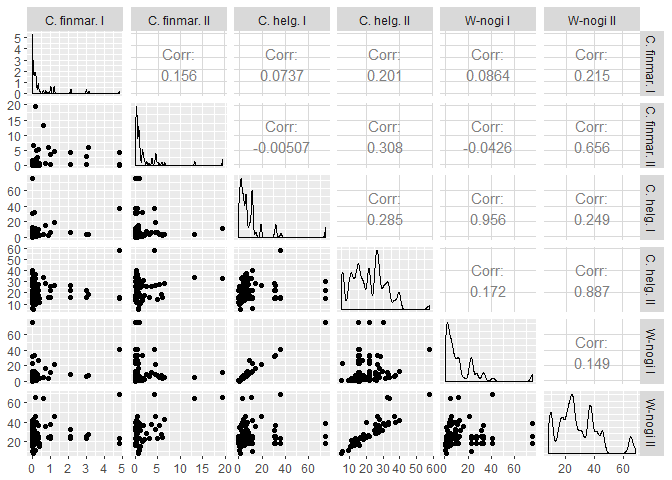 C. finmar. I C. finmar. II C. helg. I C. helg. II W-nogi I W-nogi II
5
4
3
2
1
0
Corr:
0.156
Corr:
0.0737
Corr:
0.201
Corr:
0.0864
Corr:
0.215
C. finmar. I
20
15
10
5
0
Corr:
-0.00507
Corr:
0.308
Corr:
-0.0426
Corr:
0.656
C. finmar. II
60
40
20
0
Corr:
0.285
Corr:
0.956
Corr:
0.249
C. helg. I
60
50
40
30
20
10
Corr:
0.172
Corr:
0.887
C. helg. II
60
40
20
0
Corr:
0.149
W-nogi I
60
40
20
W-nogi II
0 1 2 3 4 5 0 5 10 15 20 0 20 40 60 10 20 30 40 50 60 0 20 40 60 20 40 60